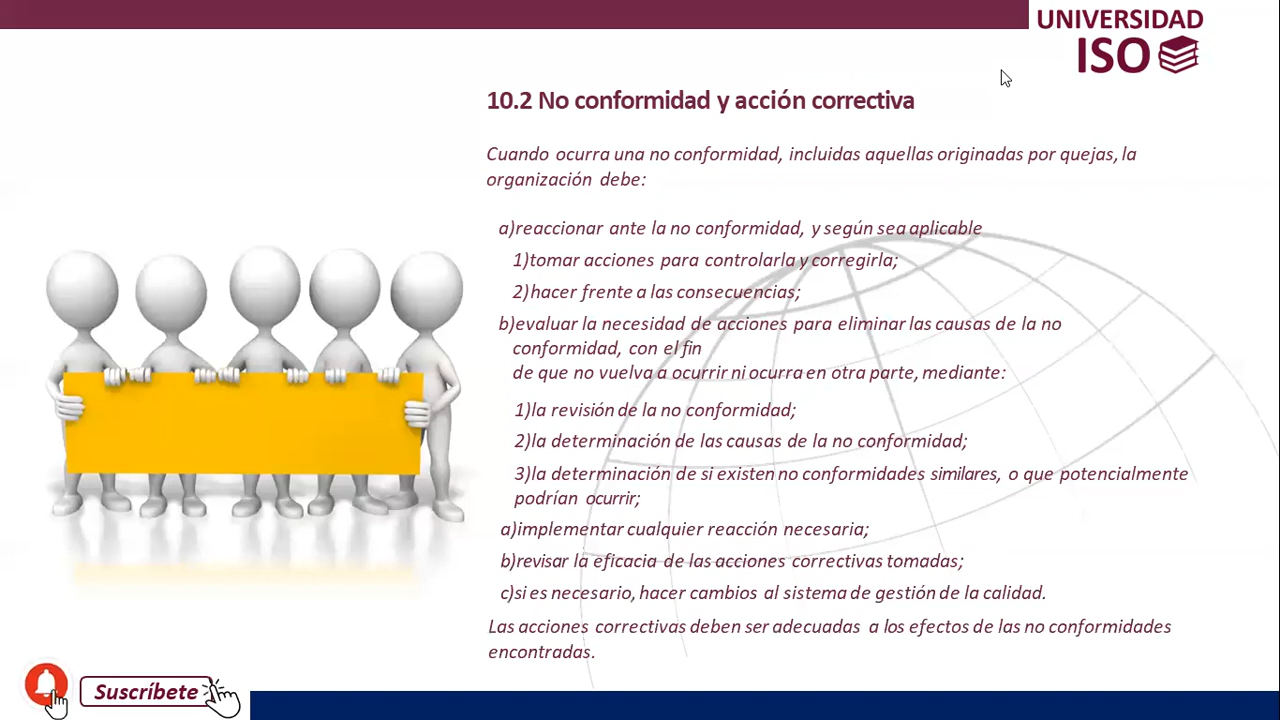 UNIVERSIDAD
ISO
10.2 No conformidad y acción correctiva
Cuando ocurra una no conformidad, incluidas aquellas originadas por quejas, la
organización debe:
a)reaccionar ante la no conformidad, y según sea aplicable
1)tomar acciones para controlarla y corregirla;
2)hacer frente a las consecuencias;
b)evaluar la necesidad de acciones para eliminar las causas de la no
conformidad, con el fin
de que no vuelva a ocurrir ni ocurra en otra parte, mediante:
1)la revisión de la no conformidad;
2)la determinación de las causas de la no conformidad;
3)la determinación de si existen no conformidades similares, o que potencialmente
podrían ocurrir;
a)implementar cualquier reacción necesaria;
b)revisar la eficacia de las acciones correctivas tomadas;
c)si es necesario, hacer cambios al sistema de gestión de la calidad.
Las acciones correctivas deben ser adecuadas a los efectos de las no conformidades
encontradas.
Suscríbete